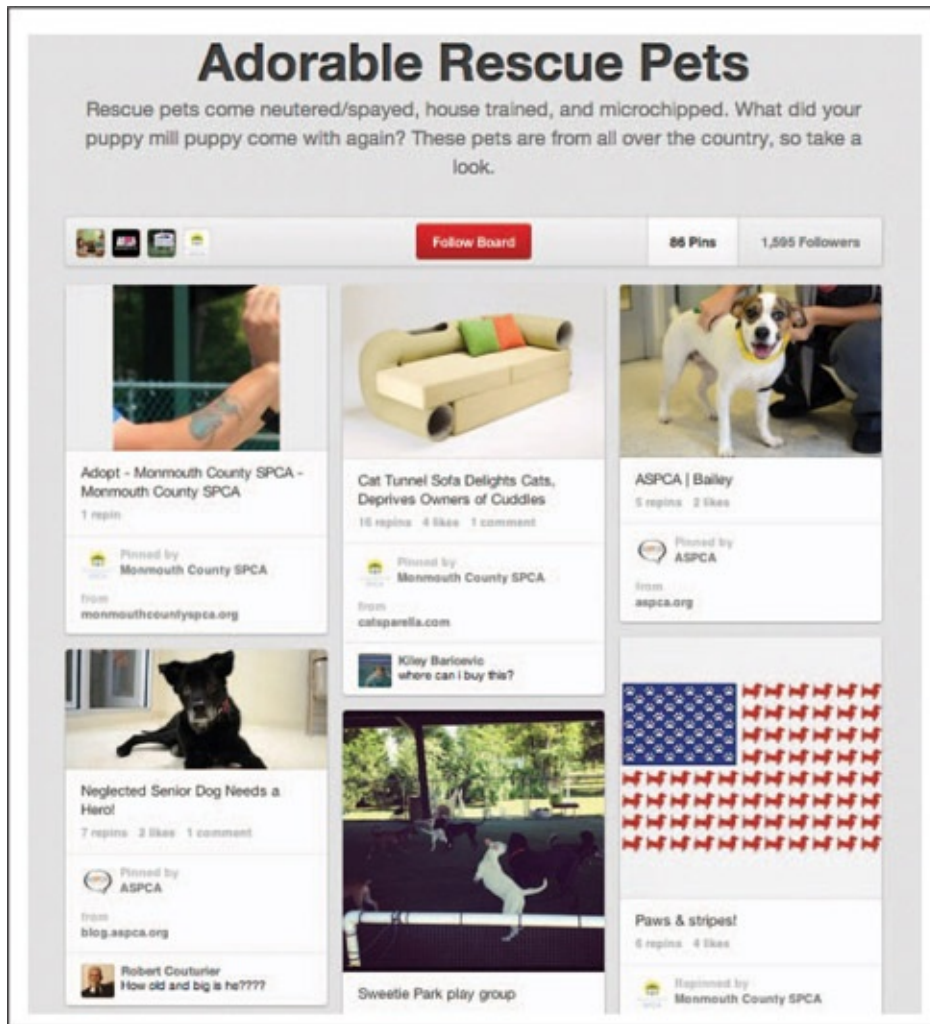 Adorable Rescue Pets
Rescue pets come neutered/spayed, house trained, and microchipped. What did your
puppy mill puppy come with again? These pets are from all over the country, so take a
look.
Follow Board
86 Pins
1,595 Followers
Adopt - Monmouth County SPCA -
Monmouth County SPCA
1 repin
Pinned by
Monmouth County SPCA
from
monmouthcountyspca.org
Neglected Senior Dog Needs a
Hero!
7 repins 2 likes 1 comment
Pinned by
ASPCA
from
blog.aspca.org
Robert Couturier
How old and big is he????
Cat Tunnel Sofa Delights Cats,
Deprives Owners of Cuddles
16 repins 4 likes 1 comment
Pinned by
Monmouth County SPCA
from
catsparella.com
Kiley Baricevic
where can i buy this?
Sweetie Park play group
ASPCA | Bailey
5 repins 2 likes
Pinned by
ASPCA
from
aspca.org
Paws & stripes!
6 repins 4 likes
Repinned by
Monmouth County SPCA